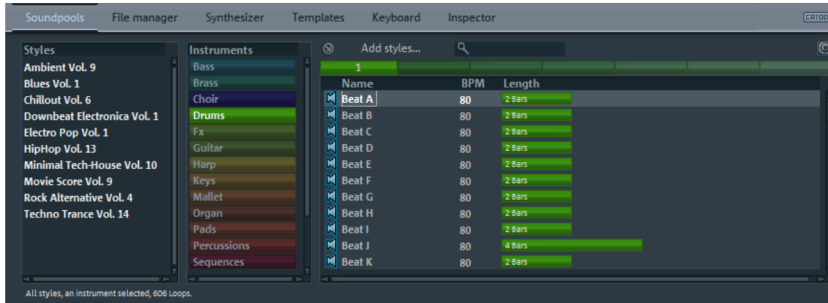 Soundpools File manager Synthesizer Templates Keyboard Inspector
Styles
Ambient Vol. 9
Blues Vol. 1
Chillout Vol. 6
Downbeat Electronica Vol. 1
Electro Pop Vol. 1
HipHop Vol. 13
Minimal Tech-House Vol. 10
Movie Score Vol. 9
Rock Alternative Vol. 4
Techno Trance Vol. 14
Instruments
Bass
Brass
Choir
Drums
Fx
Guitar
Harp
Keys
Mallet
Organ
Pads
Percussions
Sequences
Add styles...
1
Name BPM Length
Beat A 80 2 Bars
Beat B 80 2 Bars
Beat C 80 2 Bars
Beat D 80 2 Bars
Beat E 80 2 Bars
Beat F 80 2 Bars
Beat G 80 2 Bars
Beat H 80 2 Bars
Beat I 80 2 Bars
Beat J 80 4 Bars
Beat K 80 2 Bars
All styles, an instrument selected, 606 Loops.